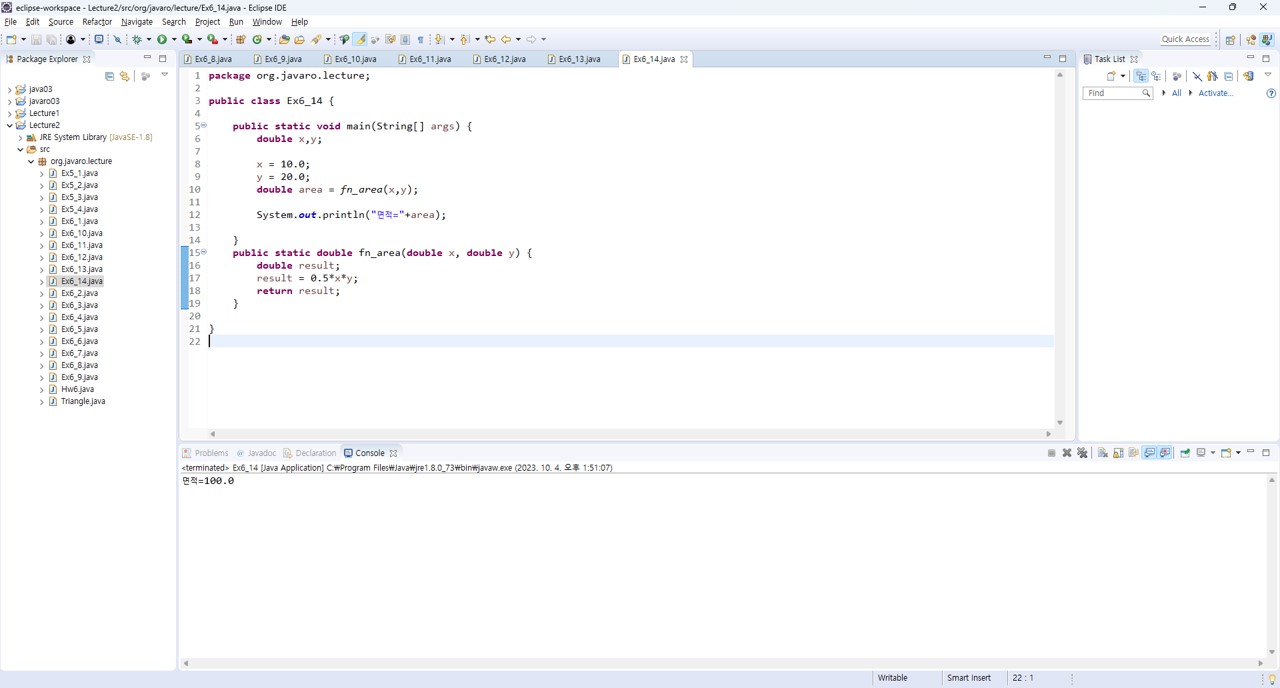 eclipse-workspace - Lecture2/src/org/javaro/lecture/Ex6_14.java - Eclipse IDE
File Edit Source Refactor Navigate Search Project Run Window Help
Quick Access
Package Explorer
Ex6_8.java Ex6_9.java Ex6_10.java Ex6_11.java Ex6_12.java Ex6_13.java Ex6_14.java
Task List
Find All Activate...
java03
javaro03
Lecture1
Lecture2
JRE System Library [JavaSE-1.8]
src
org.javaro.lecture
Ex5_1.java
Ex5_2.java
Ex5_3.java
Ex5_4.java
Ex6_1.java
Ex6_10.java
Ex6_11.java
Ex6_12.java
Ex6_13.java
Ex6_14.java
Ex6_2.java
Ex6_3.java
Ex6_4.java
Ex6_5.java
Ex6_6.java
Ex6_7.java
Ex6_8.java
Ex6_9.java
Hw6.java
Triangle.java
1 package org.javaro.lecture;
2
3 public class Ex6_14 {
4
5 public static void main(String[] args) {
6 double x,y;
7
8 x = 10.0;
9 y = 20.0;
10 double area = fn_area(x,y);
11
12 System.out.println("면적="+area);
13
14 }
15 public static double fn_area(double x, double y) {
16 double result;
17 result = 0.5*x*y;
18 return result;
19 }
20
21 }
22
Problems Javadoc Declaration Console
<terminated> Ex6_14 [Java Application] C:₩Program Files₩Java₩jre1.8.0_73₩bin₩javaw.exe (2023. 10. 4. 오후 1:51:07)
면적=100.0
Writable Smart Insert 22 : 1